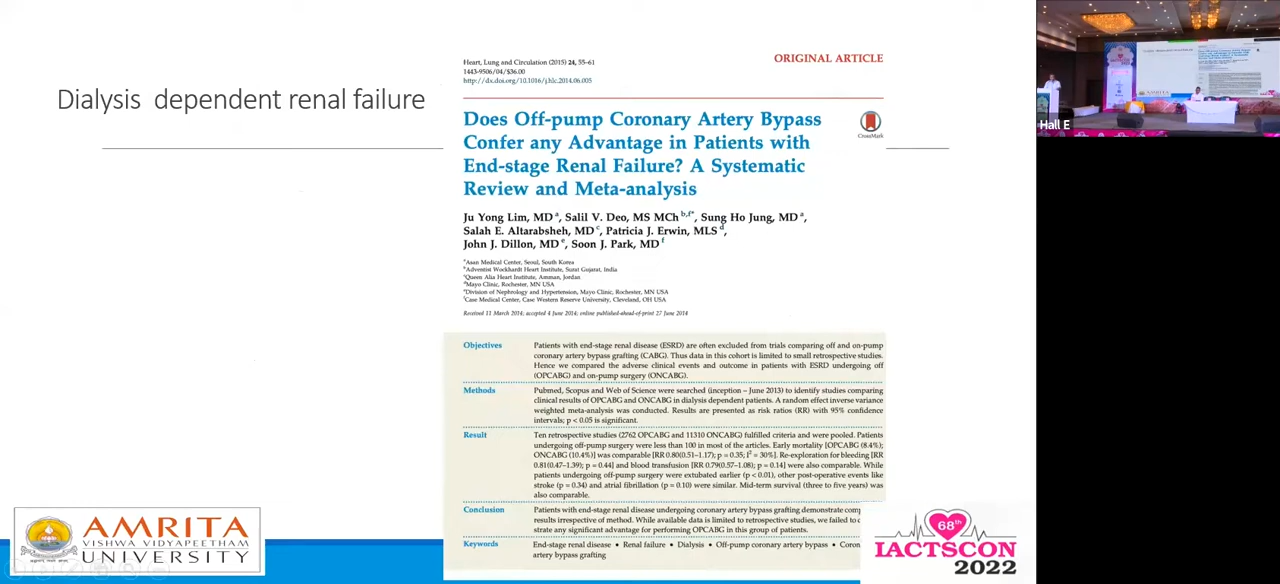 Dialysis dependent renal failure
Heart, Lung and Circulation (2015) 24, 55–61
1443-9506/04/$36.00
http://dx.doi.org/10.1016/j.hlc.2014.06.005
ORIGINAL ARTICLE
Does Off-pump Coronary Artery Bypass
Confer any Advantage in Patients with
End-stage Renal Failure? A Systematic
Review and Meta-analysis
CrossMark
Ju Yong Lim, MD a, Salil V. Deo, MS MCh b,f*, Sung Ho Jung, MD a,
Salah E. Altarabsheh, MD c, Patricia J. Erwin, MLS d,
John J. Dillon, MD e, Soon J. Park, MD f
aAsan Medical Center, Seoul, South Korea
bAdventist Wockhardt Heart Institute, Surat Gujarat, India
cQueen Alia Heart Institute, Amman, Jordan
dMayo Clinic, Rochester, MN USA
eDivision of Nephrology and Hypertension, Mayo Clinic, Rochester, MN USA
fCase Medical Center, Case Western Reserve University, Cleveland, OH USA
Received 11 March 2014; accepted 4 June 2014; online published-ahead-of-print 27 June 2014
Objectives Patients with end-stage renal disease (ESRD) are often excluded from trials comparing off and on-pump
coronary artery bypass grafting (CABG). Thus data in this cohort is limited to small retrospective studies.
Hence we compared the adverse clinical events and outcome in patients with ESRD undergoing off
(OPCABG) and on-pump surgery (ONCABG).
Methods Pubmed, Scopus and Web of Science were searched (inception – June 2013) to identify studies comparing
clinical results of OPCABG and ONCABG in dialysis dependent patients. A random effect inverse variance
weighted meta-analysis was conducted. Results are presented as risk ratios (RR) with 95% confidence
intervals; p < 0.05 is significant.
Result Ten retrospective studies (2762 OPCABG and 11310 ONCABG) fulfilled criteria and were pooled. Patients
undergoing off-pump surgery were less than 100 in most of the articles. Early mortality [OPCABG (8.4%);
ONCABG (10.4%)] was comparable [RR 0.80(0.51–1.17); p = 0.35; I2 = 30%]. Re-exploration for bleeding [RR
0.81(0.47–1.39); p = 0.44] and blood transfusion [RR 0.79(0.57–1.08); p = 0.14] were also comparable. While
patients undergoing off-pump surgery were extubated earlier (p < 0.01), other post-operative events like
stroke (p = 0.34) and atrial fibrillation (p = 0.10) were similar. Mid-term survival (three to five years) was
also comparable.
Conclusion Patients with end-stage renal disease undergoing coronary artery bypass grafting demonstrate com
results irrespective of method. While available data is limited to retrospective studies, we failed to
strate any significant advantage for performing OPCABG in this group of patients.
Keywords End-stage renal disease • Renal failure • Dialysis • Off-pump coronary artery bypass • Coron
artery bypass grafting
AMRITA
VISHWA VIDYAPEETHAM
UNIVERSITY
68th
IACTSCON
2022
Hall E